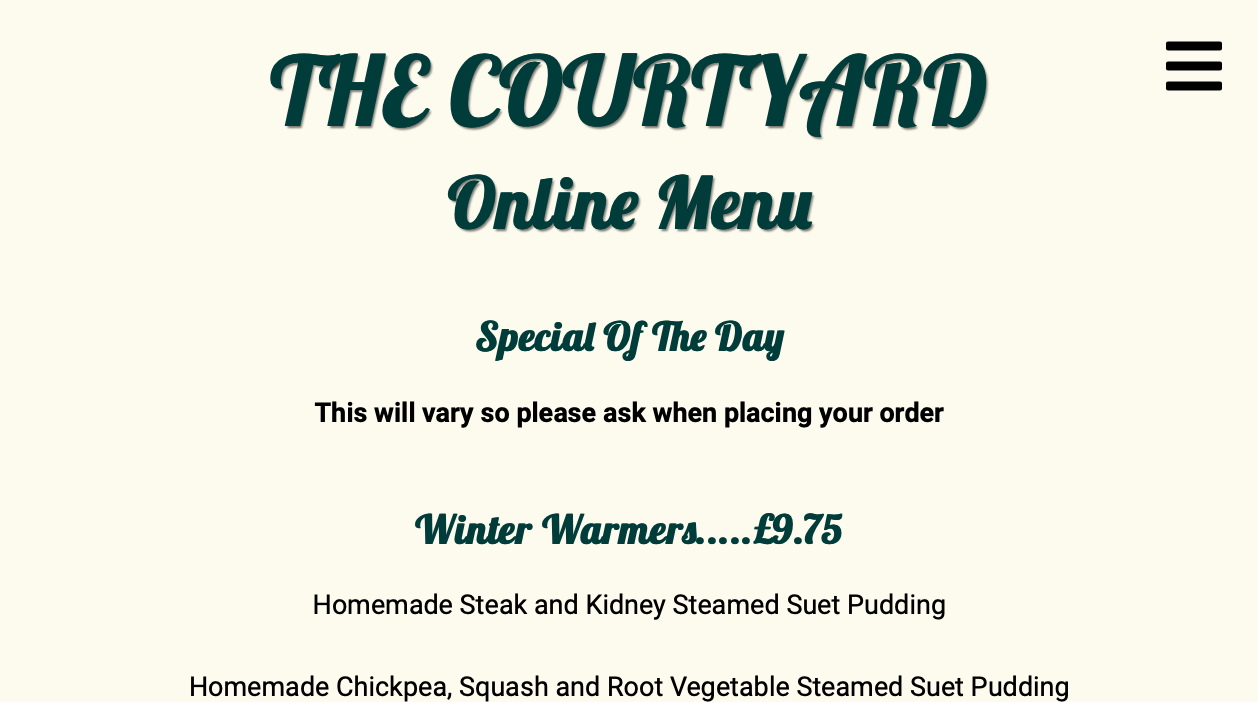 THE COURTYARD
Online Menu
Special Of The Day
This will vary so please ask when placing your order
Winter Warmers.....£9.75
Homemade Steak and Kidney Steamed Suet Pudding
Homemade Chickpea, Squash and Root Vegetable Steamed Suet Pudding